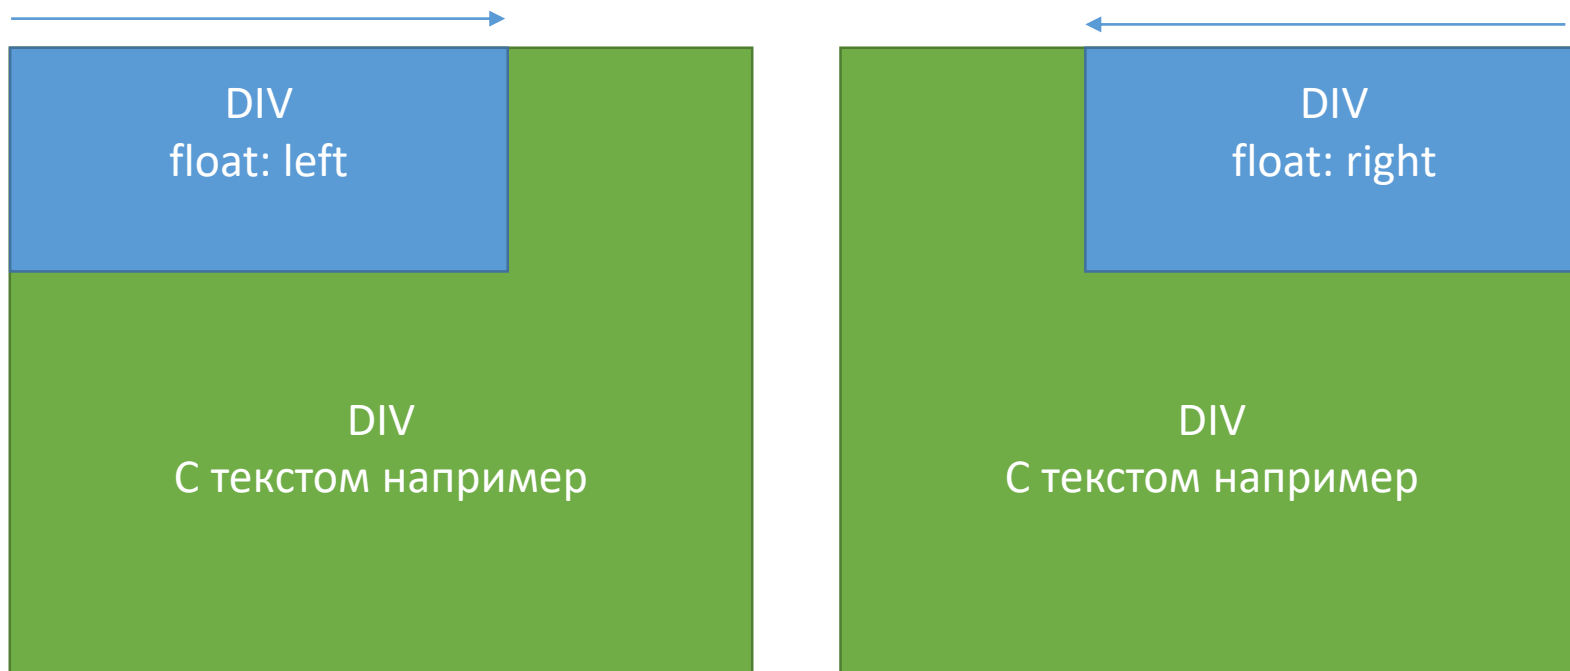 DIV
float: left
DIV
С текстом например
DIV
float: right
DIV
С текстом например